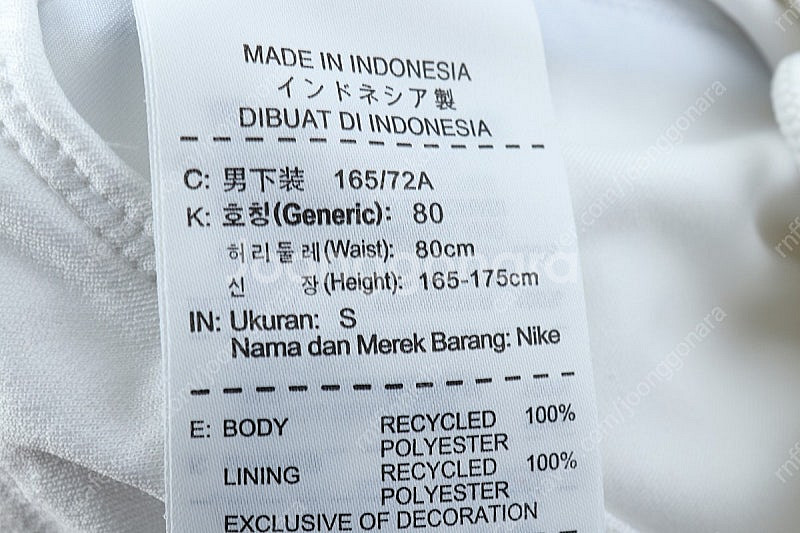 MADE IN INDONESIA
インドネシア製
DIBUAT DI INDONESIA
C: 男下装 165/72A
K: 호칭(Generic): 80
허리둘레(Waist): 80cm
신 장(Height): 165-175cm
IN: Ukuran: S
Nama dan Merek Barang: Nike
E: BODY RECYCLED 100%
POLYESTER
LINING RECYCLED 100%
POLYESTER
EXCLUSIVE OF DECORATION
joonggonara